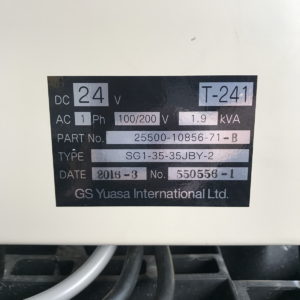 DC 24 V T-241
AC 1 Ph 100/200 V 1.9 kVA
PART No. 25500-10856-71-B
TYPE SG1-35-35JBY-2
DATE 2016-3 No. 550556-1
GS Yuasa International Ltd.